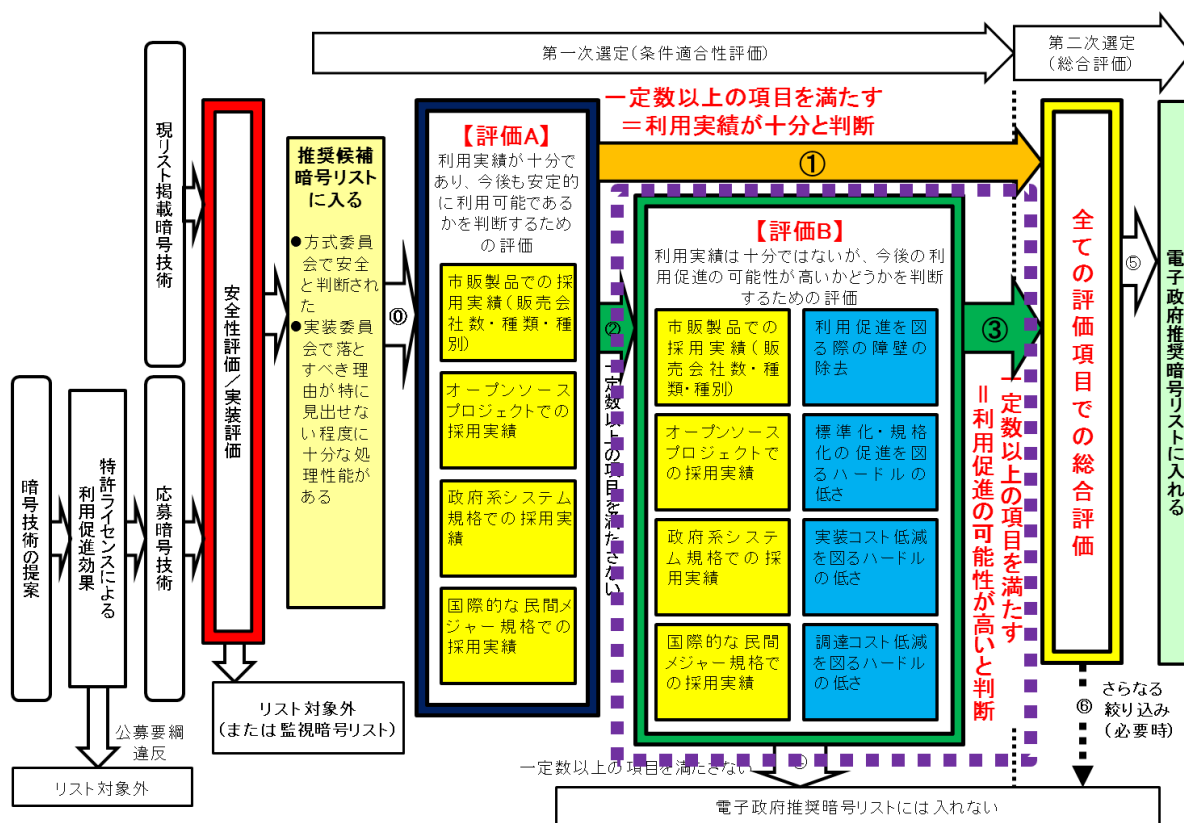 第一次選定(条件適合性評価)
第二次選定
(総合評価)
現リスト掲載暗号技術
暗号技術の提案
特許ライセンスによる
利用促進効果
応募暗号技術
公募要綱
違反
リスト対象外
安全性評価/実装評価
リスト対象外
(または監視暗号リスト)
推奨候補
暗号リスト
に入る
●方式委員
会で安全
と判断され
た
●実装委員
会で落と
すべき理
由が特に
見出せな
い程度に
十分な処
理性能が
ある
⓪
【評価A】
利用実績が十分で
あり、今後も安定的
に利用可能である
かを判断するため
の評価
市販製品での採
用実績(販売会
社数・種類・種
別)
オープンソース
プロジェクトでの
採用実績
政府系システム
規格での採用実
績
国際的な民間メ
ジャー規格での
採用実績
一定数以上の項目を満たす
=利用実績が十分と判断
①
②
一定数以上の項目を満たさない
【評価B】
利用実績は十分ではないが、今後の利
用促進の可能性が高いかどうかを判断
するための評価
市販製品での
採用実績(販
売会社数・種
類・種別)
オープンソース
プロジェクトで
の採用実績
政府系システ
ム規格での採
用実績
国際的な民間
メジャー規格で
の採用実績
利用促進を図
る際の障壁の
除去
標準化・規格
化の促進を図
るハードルの
低さ
実装コスト低減
を図るハードル
の低さ
調達コスト低減
を図るハードル
の低さ
③
一定数以上の項目を満たす
=利用促進の可能性が高いと判断
一定数以上の項目を満たさない
電子政府推奨暗号リストには入れない
全ての評価項目での総合評価
⑤
⑥
さらなる
絞り込み
(必要時)
電子政府推奨暗号リストに入れる